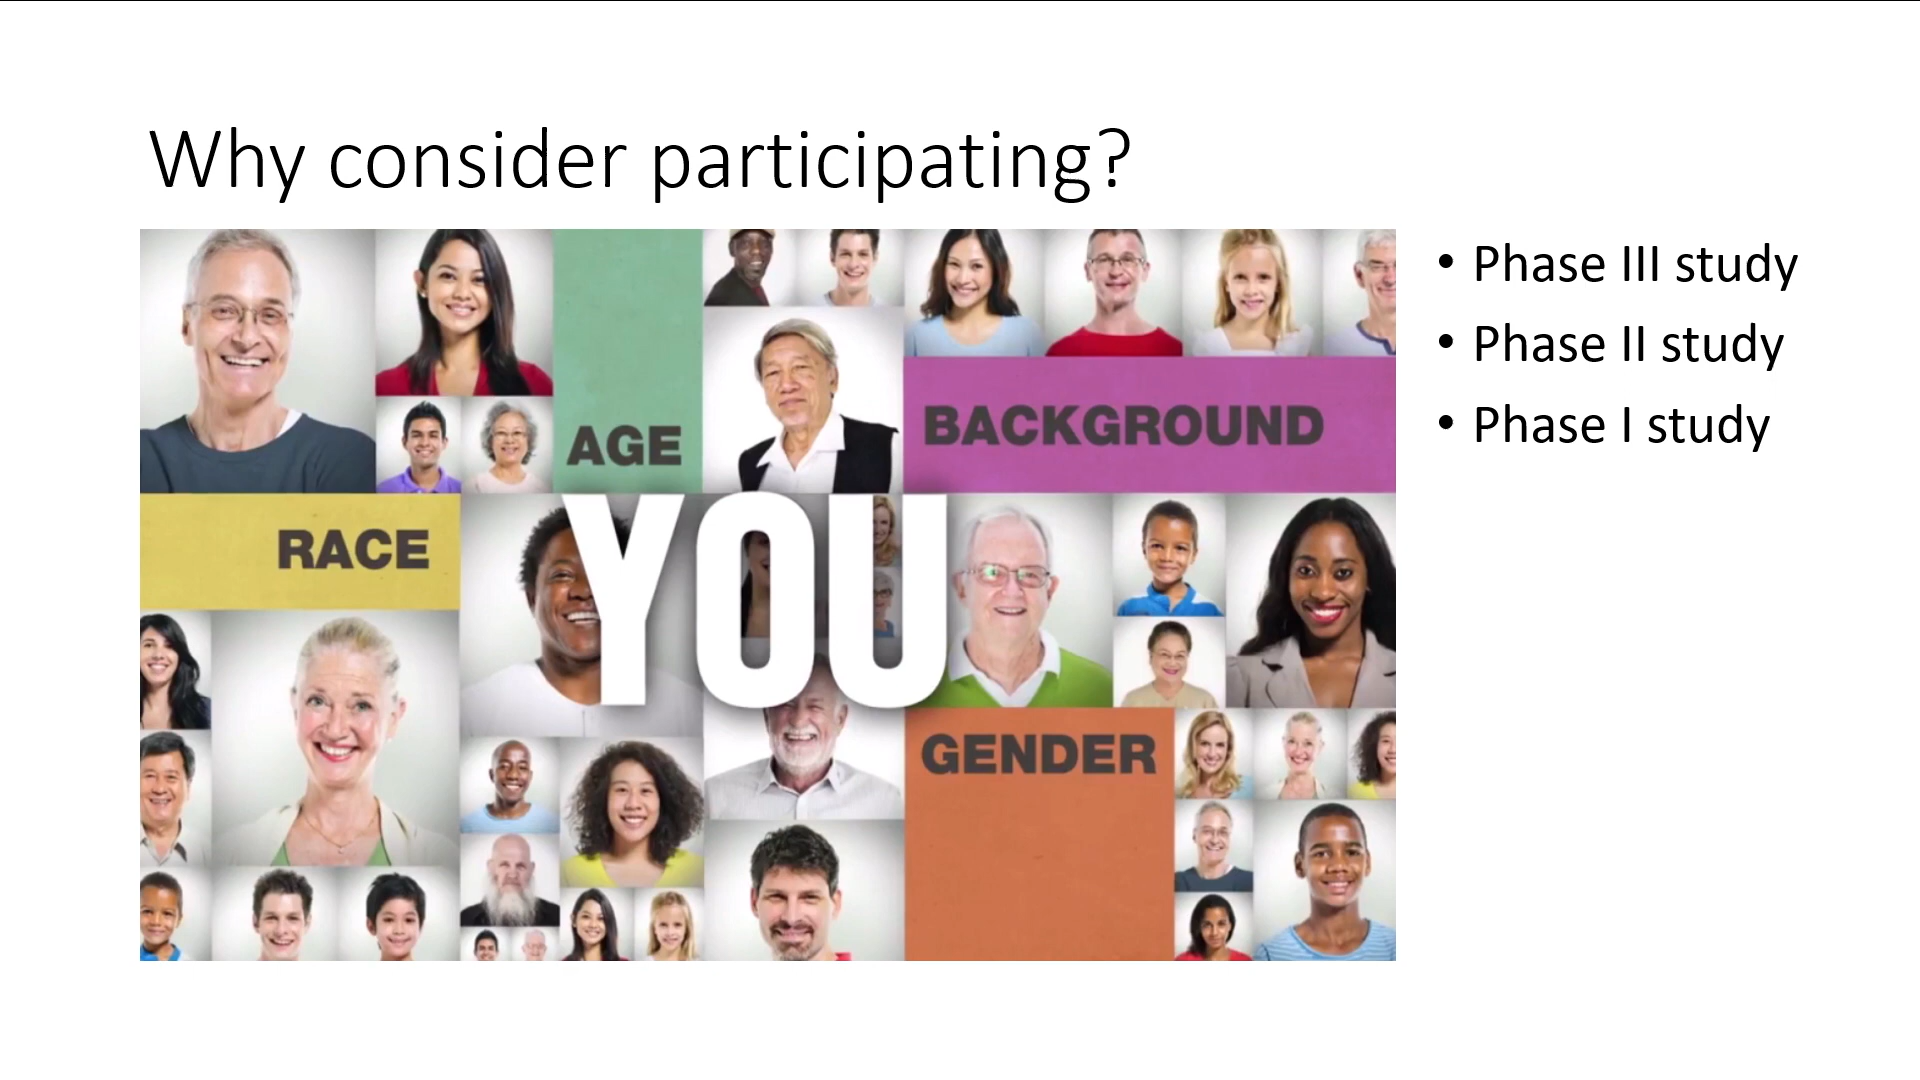 Why consider participating?
AGE
BACKGROUND
RACE
YOU
GENDER
• Phase III study
• Phase II study
• Phase I study